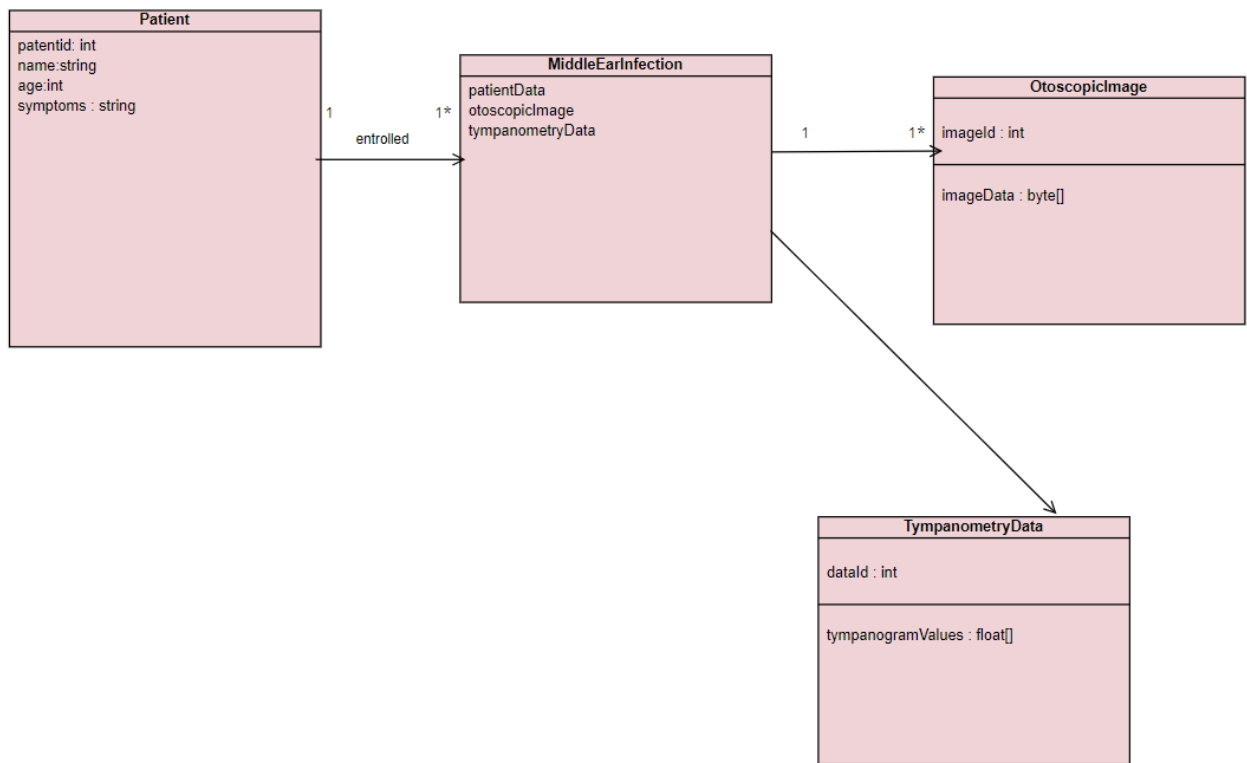 Patient
patentid: int
name:string
age:int
symptoms : string
1
1*
entrolled
MiddleEarInfection
patientData
otoscopicImage
tympanometryData
1
1*
OtoscopicImage
imageId : int
imageData : byte[]
TympanometryData
dataId : int
tympanogramValues : float[]